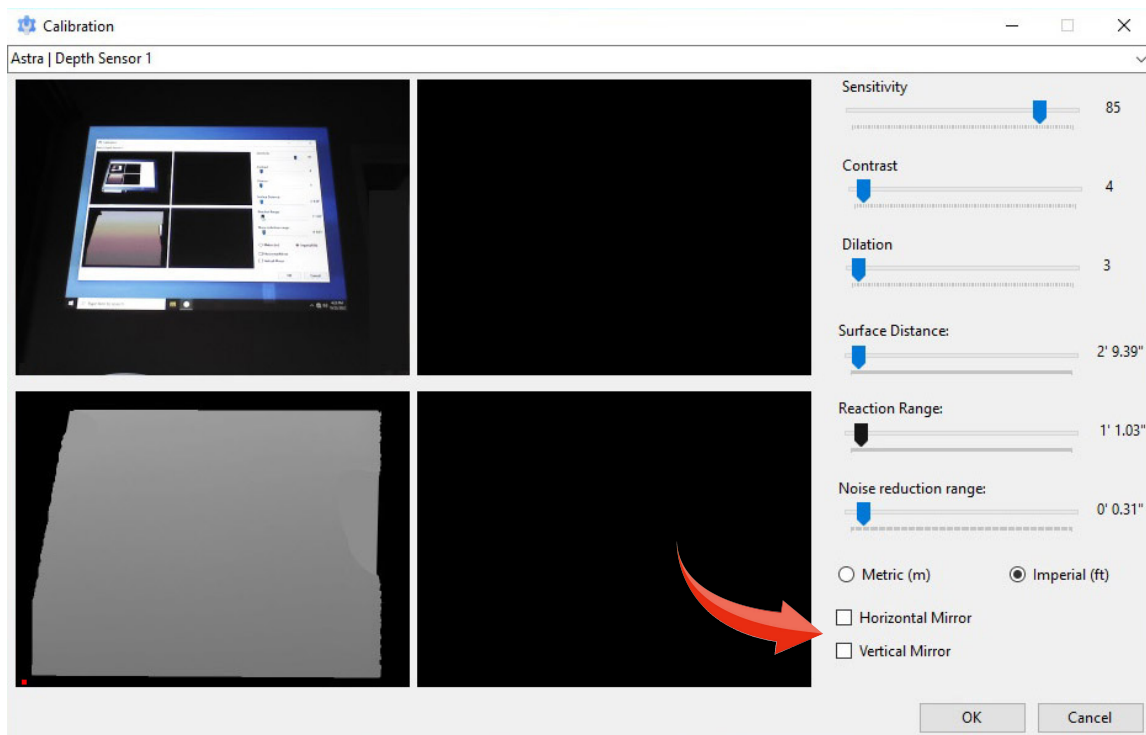 Calibration
Astra | Depth Sensor 1
Sensitivity
85
Contrast
4
Dilation
3
Surface Distance:
2' 9.39"
Reaction Range:
1' 1.03"
Noise reduction range:
0' 0.31"
Metric (m)
Imperial (ft)
Horizontal Mirror
Vertical Mirror
OK
Cancel